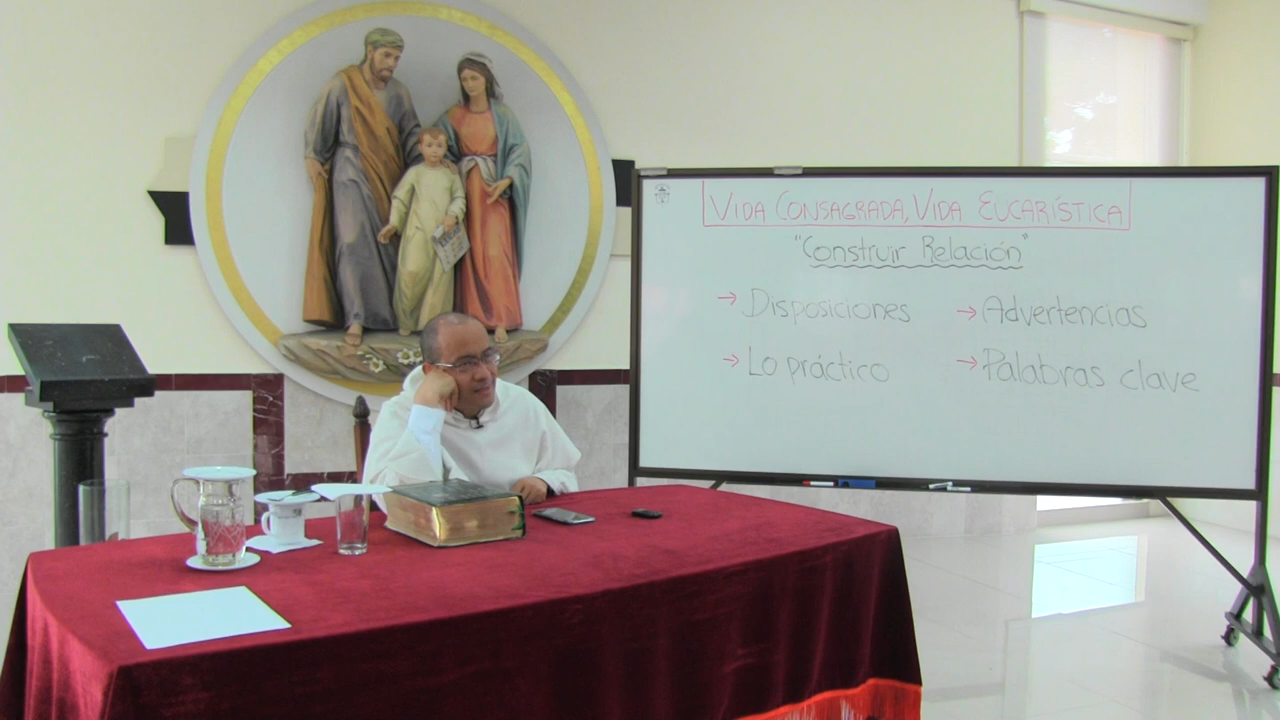 VIDA CONSAGRADA, VIDA EUCARÍSTICA
"Construir Relación"
→ Disposiciones → Advertencias
→ Lo práctico → Palabras clave